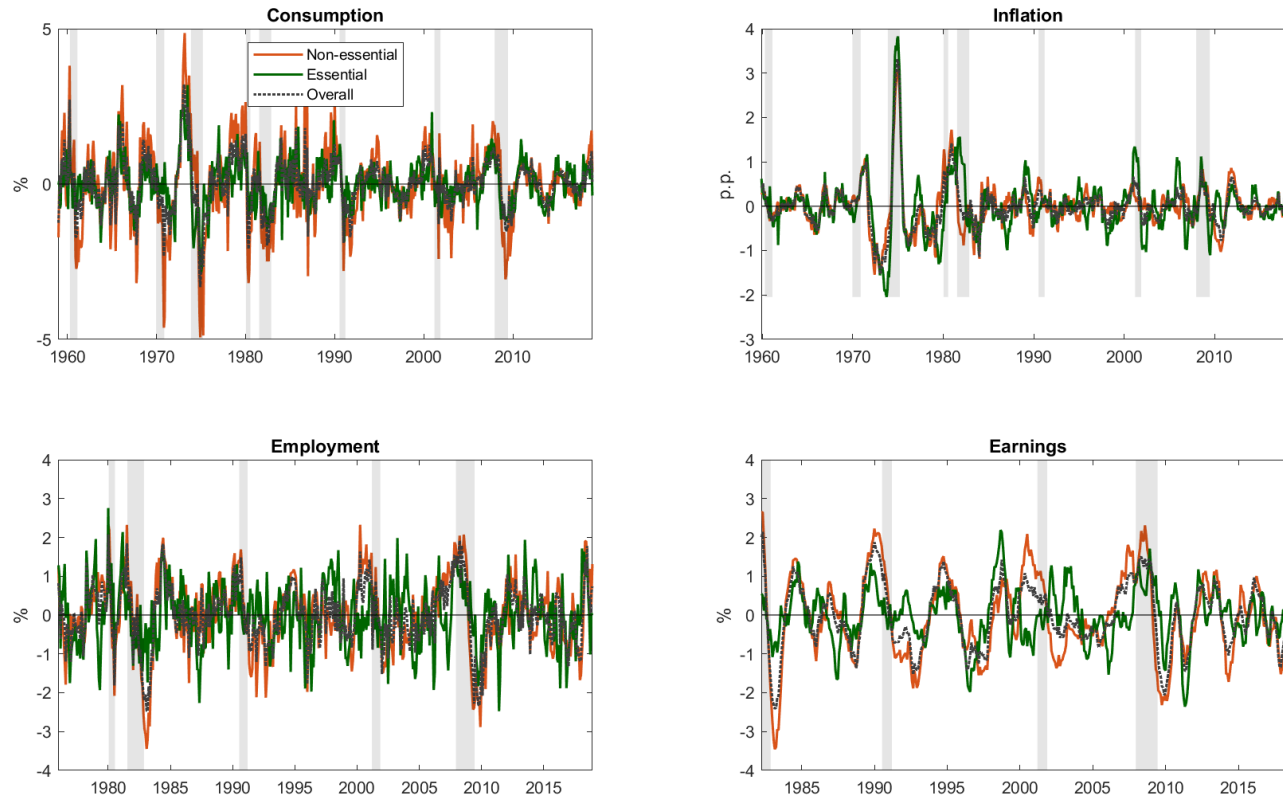 Consumption
5
0
-5
%
Non-essential
Essential
Overall
1960 1970 1980 1990 2000 2010
Inflation
4
3
2
1
0
-1
-2
-3
p.p.
1960 1970 1980 1990 2000 2010
Employment
4
3
2
1
0
-1
-2
-3
-4
%
1980 1985 1990 1995 2000 2005 2010 2015
Earnings
4
3
2
1
0
-1
-2
-3
-4
%
1985 1990 1995 2000 2005 2010 2015